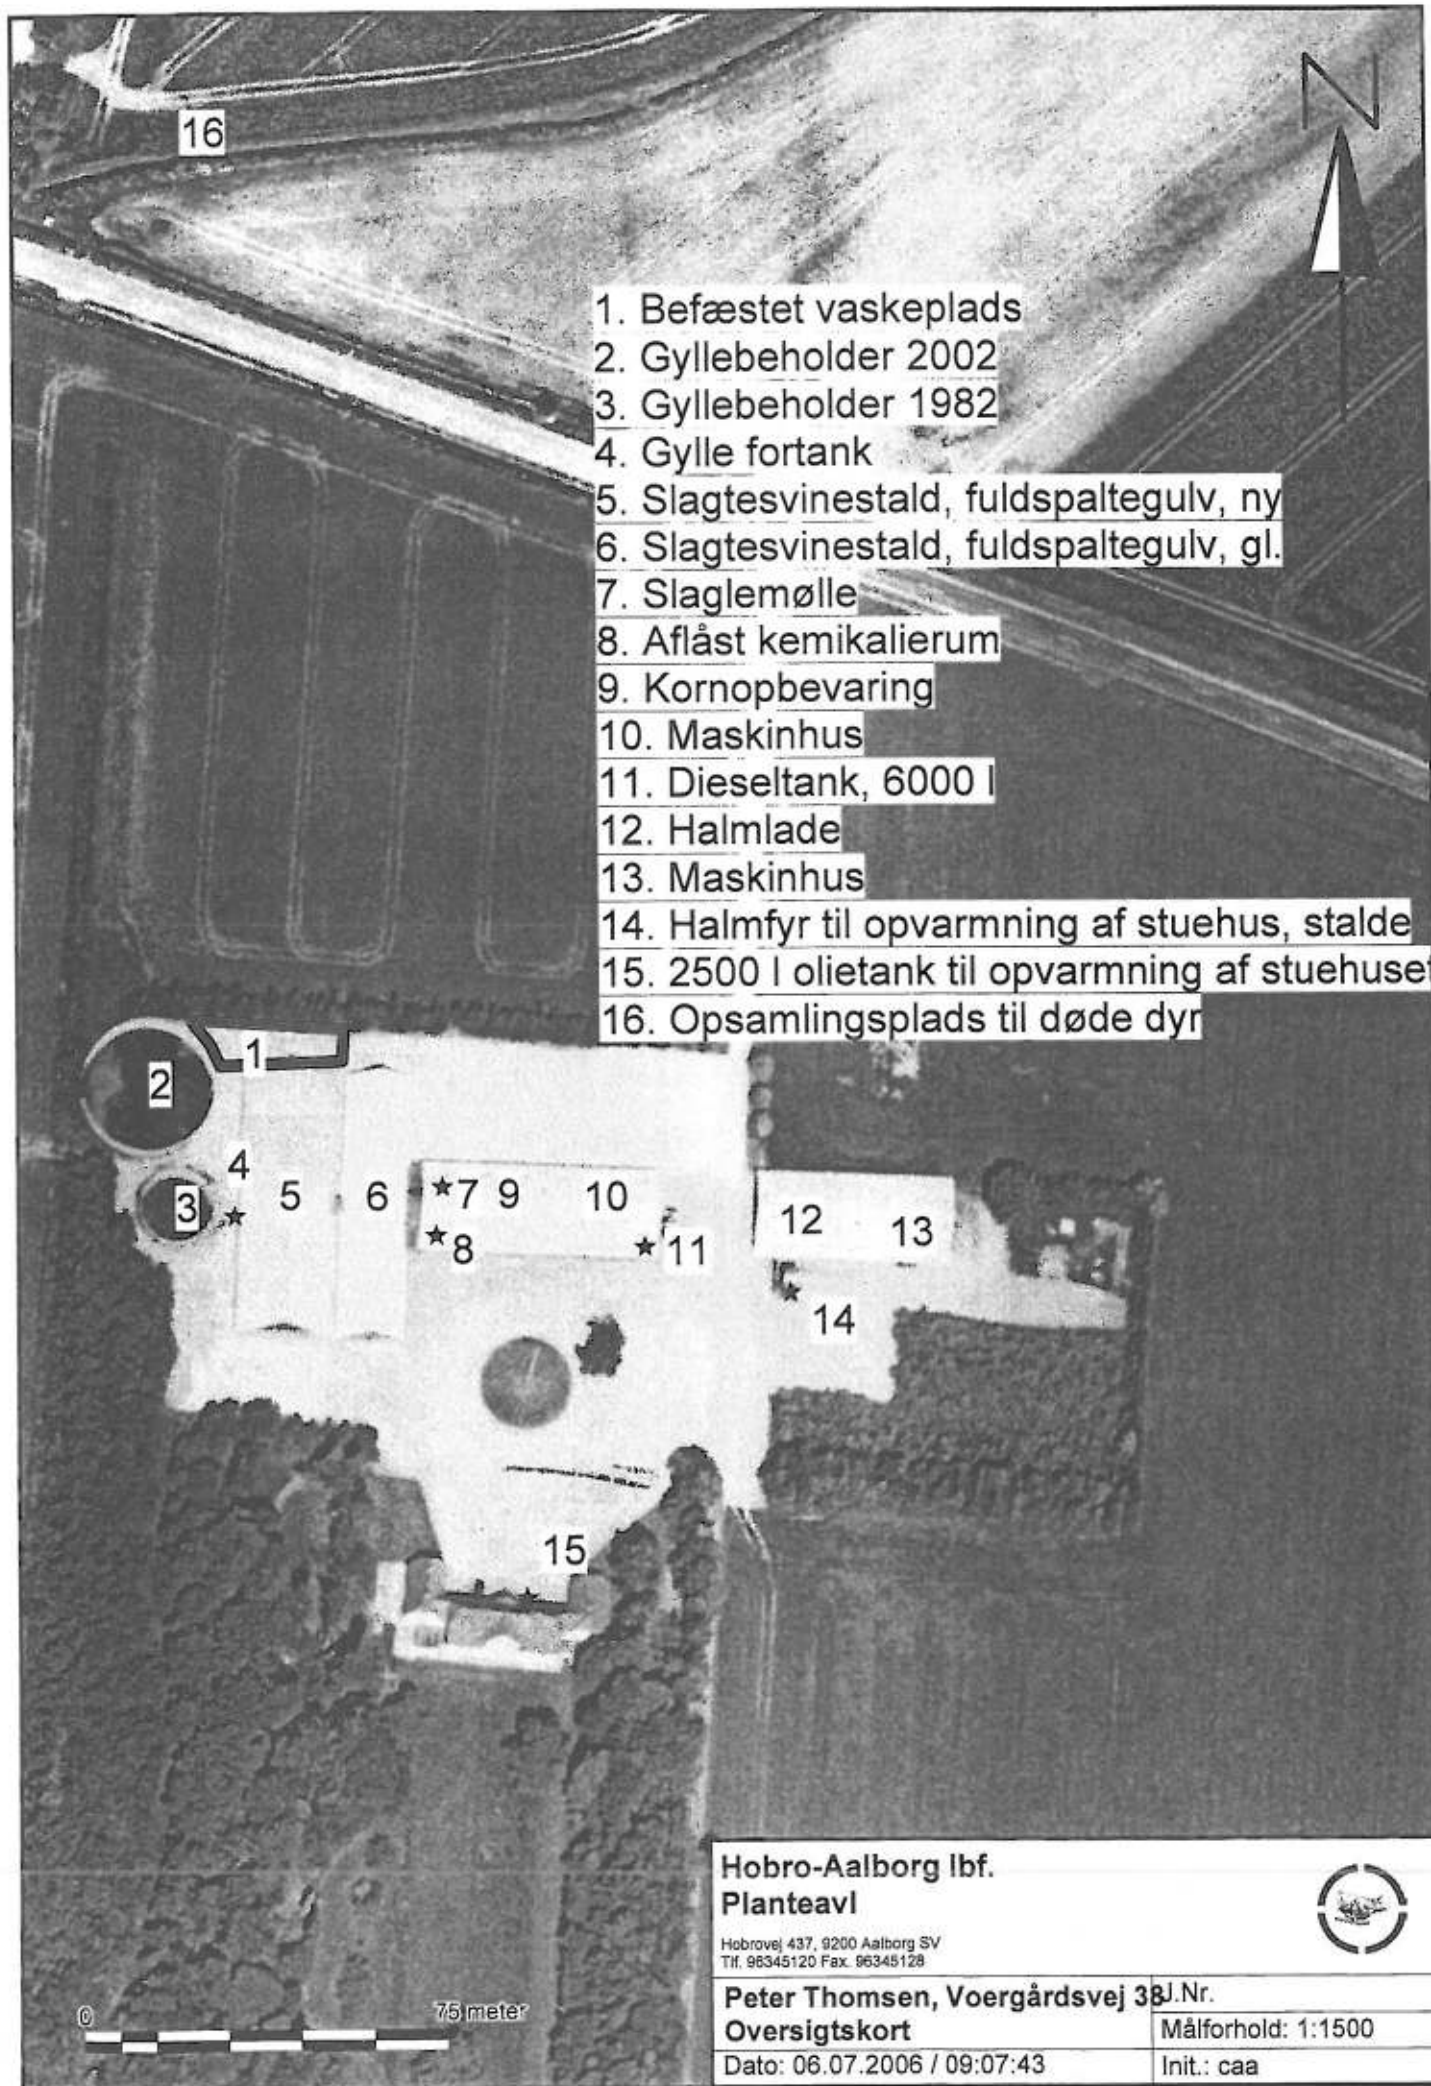 N
16
1. Befæstet vaskeplads
2. Gyllebeholder 2002
3. Gyllebeholder 1982
4. Gylle fortank
5. Slagtesvinestald, fuldspaltegulv, ny
6. Slagtesvinestald, fuldspaltegulv, gl.
7. Slaglemølle
8. Aflåst kemikalierum
9. Kornopbevaring
10. Maskinhus
11. Dieseltank, 6000 l
12. Halmlade
13. Maskinhus
14. Halmfyr til opvarmning af stuehus, stalde
15. 2500 l olietank til opvarmning af stuehuset
16. Opsamlingsplads til døde dyr
1
2
4
3
5
6
7
9
10
8
11
12
13
14
15
Hobro-Aalborg lbf.
Planteavl
Hobrovej 437, 9200 Aalborg SV
Tlf. 96345120 Fax. 96345128
Peter Thomsen, Voergårdsvej 38
J.Nr.
Oversigtskort
Målforhold: 1:1500
Dato: 06.07.2006 / 09:07:43
Init.: caa
0
75 meter